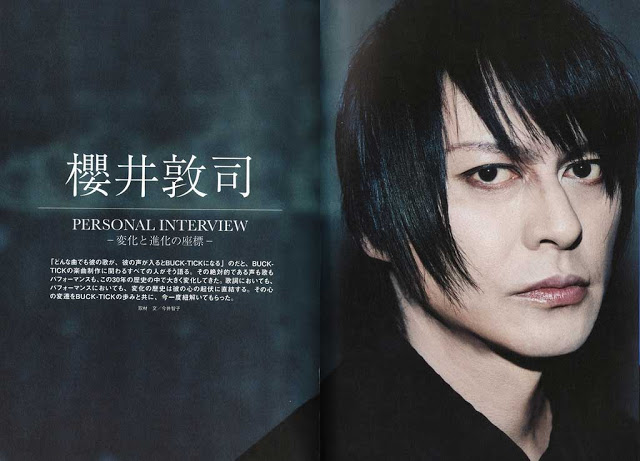 櫻井敦司
PERSONAL INTERVIEW
－変化と進化の座標－
「どんな曲でも彼の歌が、彼の声が入るとBUCK-TICKになる」のだと、BUCK-
TICKの楽曲制作に関わるすべての人がそう語る。その絶対的である声も歌も
パフォーマンスも、この30年の歴史の中で大きく変化してきた。歌詞においても、
パフォーマンスにおいても、変化の歴史は彼の心の起伏に直結する。その心
の変遷をBUCK-TICKの歩みと共に、今一度紐解いてもらった。
取材 文／今井智子